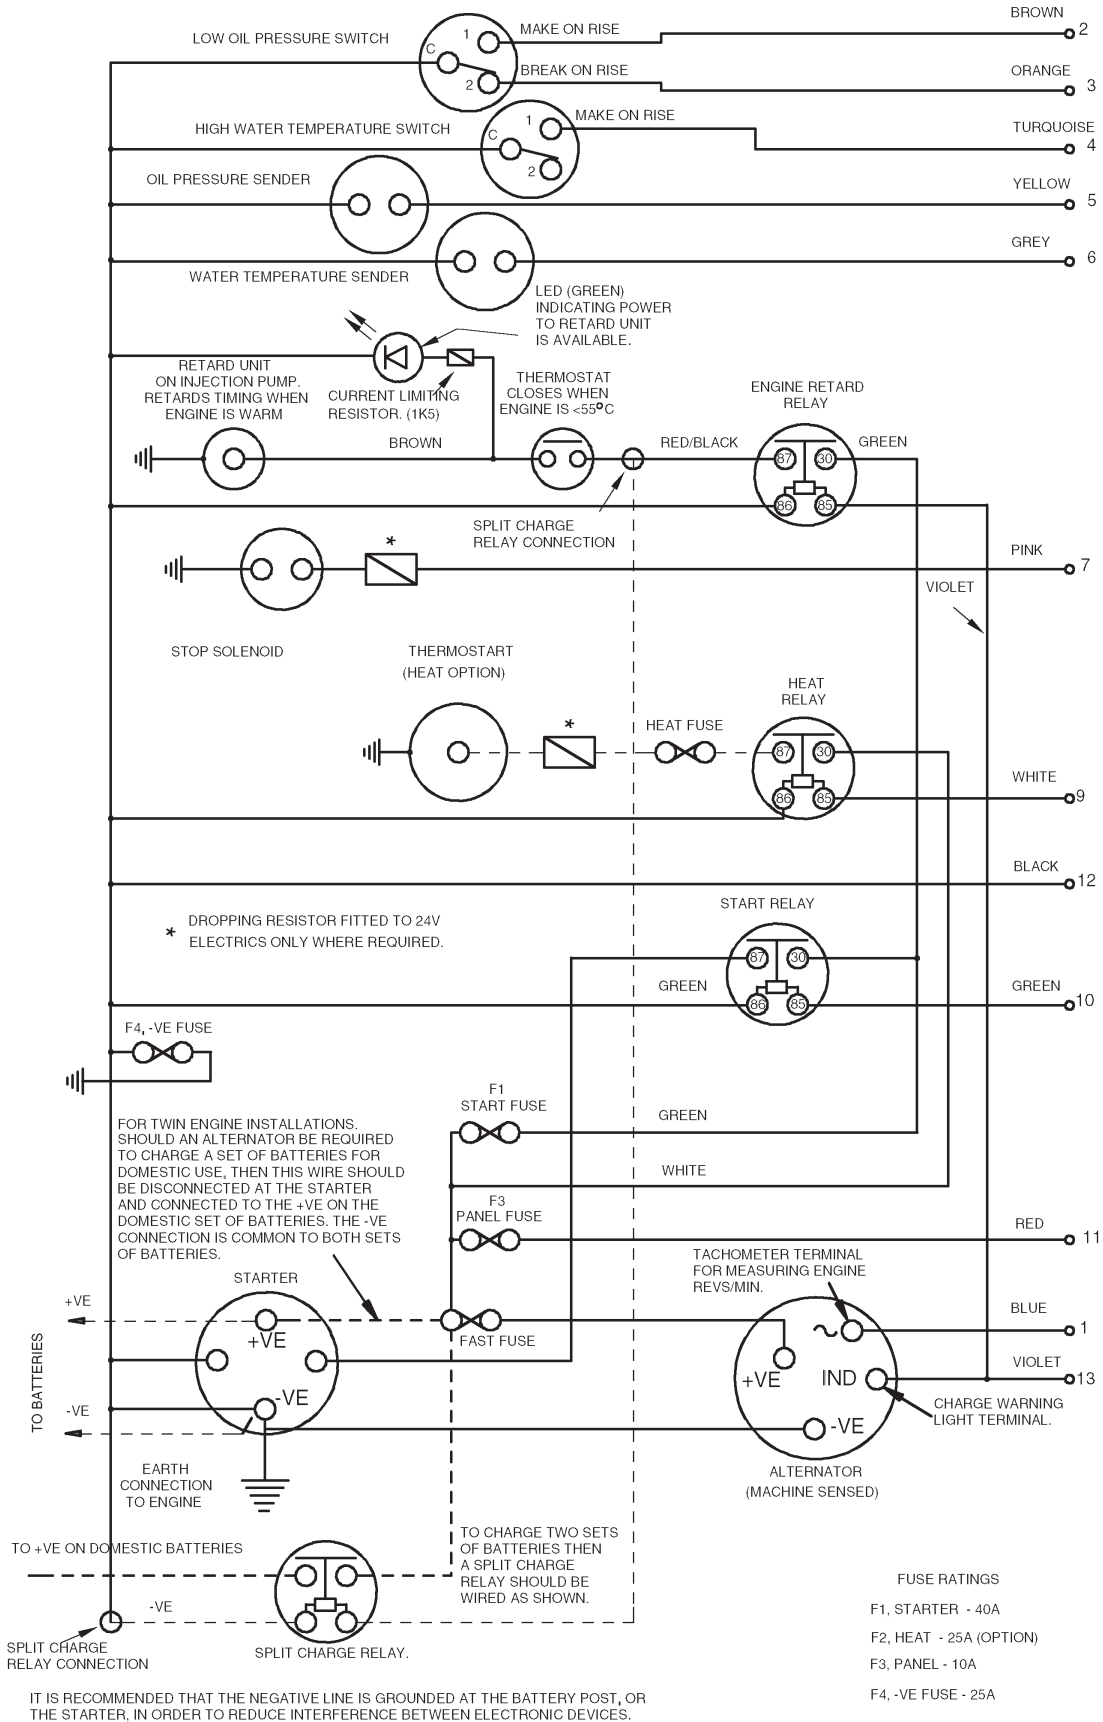 BROWN
2
LOW OIL PRESSURE SWITCH
C
1
2
MAKE ON RISE
BREAK ON RISE
ORANGE
3
HIGH WATER TEMPERATURE SWITCH
C
1
2
MAKE ON RISE
TURQUOISE
4
OIL PRESSURE SENDER
YELLOW
5
GREY
6
WATER TEMPERATURE SENDER
LED (GREEN)
INDICATING POWER
TO RETARD UNIT
IS AVAILABLE.
RETARD UNIT
ON INJECTION PUMP.
RETARDS TIMING WHEN
ENGINE IS WARM
CURRENT LIMITING
RESISTOR. (1K5)
THERMOSTAT
CLOSES WHEN
ENGINE IS <55°C
ENGINE RETARD
RELAY
BROWN
RED/BLACK
GREEN
87
30
86
85
SPLIT CHARGE
RELAY CONNECTION
*
PINK
7
VIOLET
STOP SOLENOID
THERMOSTART
(HEAT OPTION)
HEAT
RELAY
*
HEAT FUSE
87
30
86
85
WHITE
9
BLACK
12
START RELAY
* DROPPING RESISTOR FITTED TO 24V
ELECTRICS ONLY WHERE REQUIRED.
87
30
86
85
GREEN
GREEN
10
F4, -VE FUSE
F1
START FUSE
GREEN
FOR TWIN ENGINE INSTALLATIONS.
SHOULD AN ALTERNATOR BE REQUIRED
TO CHARGE A SET OF BATTERIES FOR
DOMESTIC USE, THEN THIS WIRE SHOULD
BE DISCONNECTED AT THE STARTER
AND CONNECTED TO THE +VE ON THE
DOMESTIC SET OF BATTERIES. THE -VE
CONNECTION IS COMMON TO BOTH SETS
OF BATTERIES.
WHITE
F3
PANEL FUSE
RED
11
TACHOMETER TERMINAL
FOR MEASURING ENGINE
REVS/MIN.
STARTER
+VE
+VE
FAST FUSE
BLUE
1
TO BATTERIES
+VE
IND
VIOLET
13
-VE
-VE
-VE
CHARGE WARNING
LIGHT TERMINAL.
EARTH
CONNECTION
TO ENGINE
ALTERNATOR
(MACHINE SENSED)
TO +VE ON DOMESTIC BATTERIES
TO CHARGE TWO SETS
OF BATTERIES THEN
A SPLIT CHARGE
RELAY SHOULD BE
WIRED AS SHOWN.
-VE
SPLIT CHARGE
RELAY CONNECTION
SPLIT CHARGE RELAY.
FUSE RATINGS
F1, STARTER - 40A
F2, HEAT - 25A (OPTION)
F3, PANEL - 10A
F4, -VE FUSE - 25A
IT IS RECOMMENDED THAT THE NEGATIVE LINE IS GROUNDED AT THE BATTERY POST, OR
THE STARTER, IN ORDER TO REDUCE INTERFERENCE BETWEEN ELECTRONIC DEVICES.